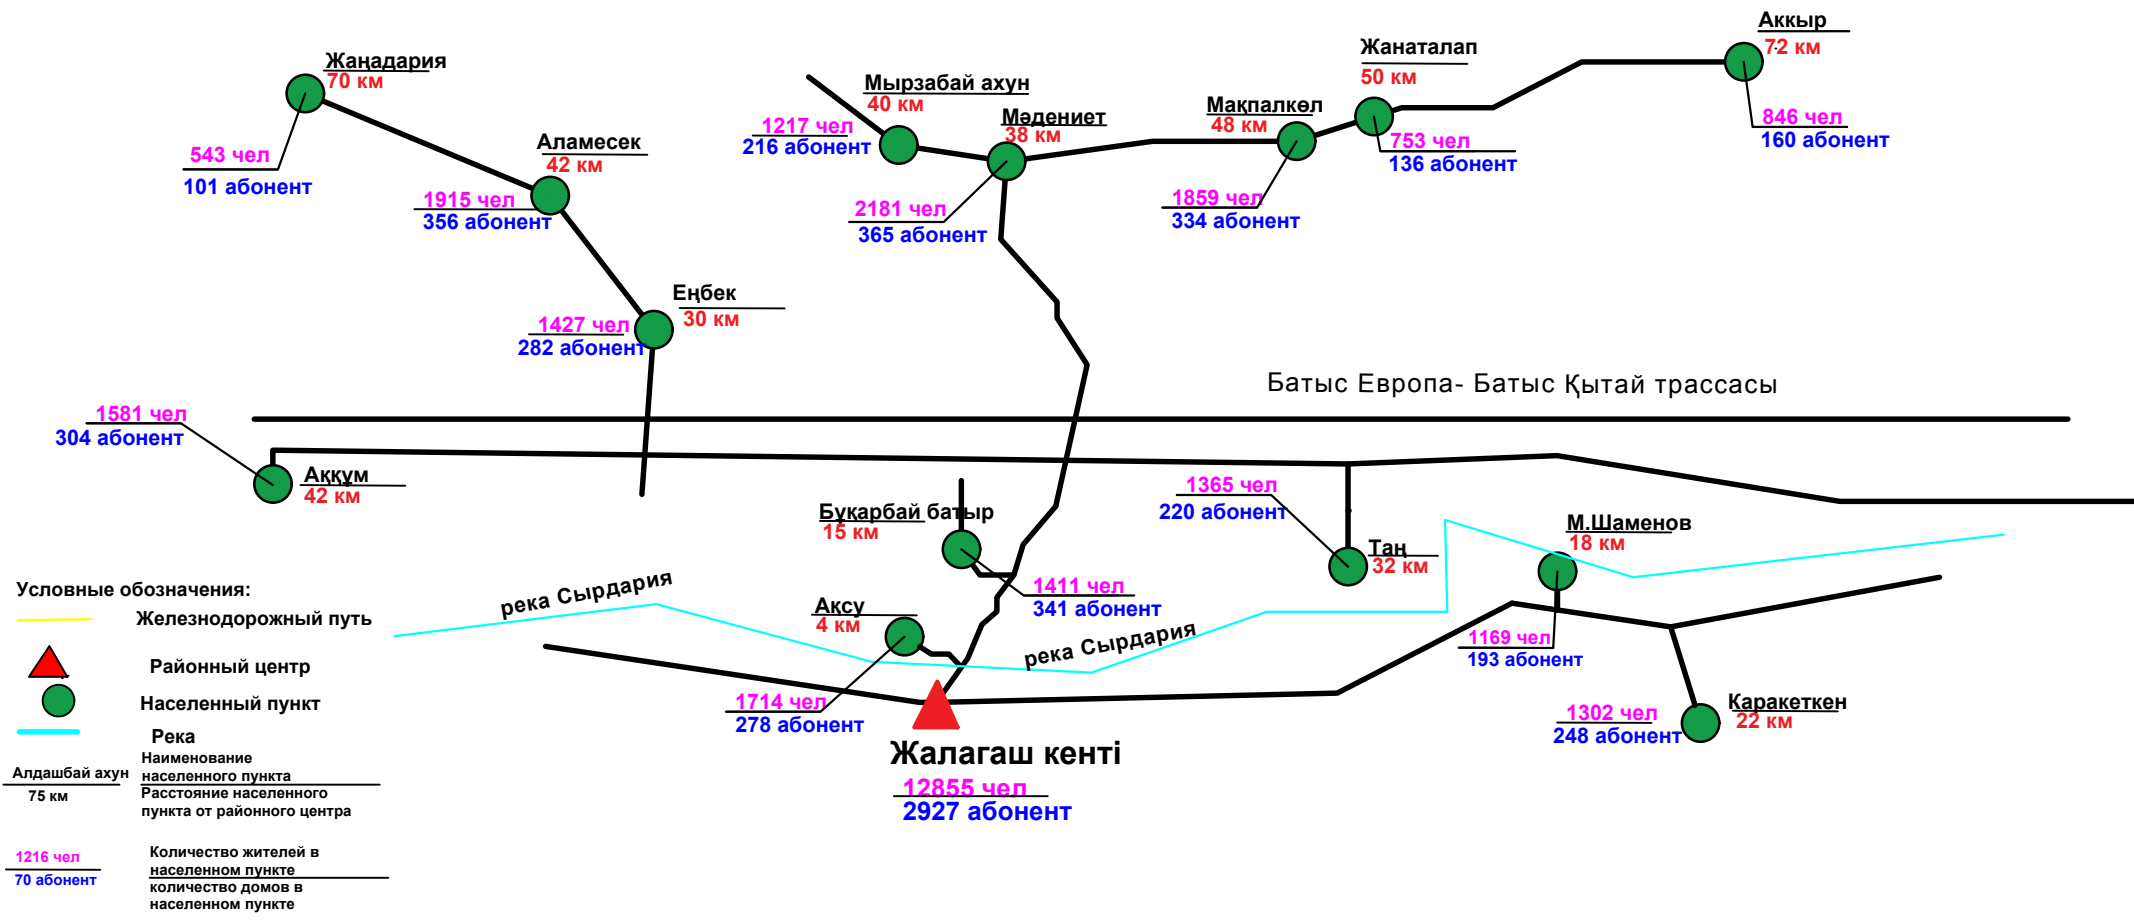 Аккыр
72 км
846 чел
160 абонент
Жанаталап
50 км
753 чел
136 абонент
Мақпалкөл
48 км
1859 чел
334 абонент
Мәдениет
38 км
2181 чел
365 абонент
Мырзабай ахун
40 км
1217 чел
216 абонент
Жаңадария
70 км
543 чел
101 абонент
Аламесек
42 км
1915 чел
356 абонент
Еңбек
30 км
1427 чел
282 абонент
Батыс Европа- Батыс Қытай трассасы
1581 чел
304 абонент
Аққұм
42 км
Бұкарбай батыр
15 км
1411 чел
341 абонент
1365 чел
220 абонент
Таң
32 км
М.Шаменов
18 км
1169 чел
193 абонент
река Сырдария
Ақсу
4 км
1714 чел
278 абонент
река Сырдария
Каракеткен
22 км
1302 чел
248 абонент
Жалагаш кенті
12855 чел
2927 абонент
Условные обозначения:
Железнодорожный путь
Районный центр
Населенный пункт
Река
Алдашбай ахун
75 км
Наименование
населенного пункта
Расстояние населенного
пункта от районного центра
1216 чел
70 абонент
Количество жителей в
населенном пункте
количество домов в
населенном пункте